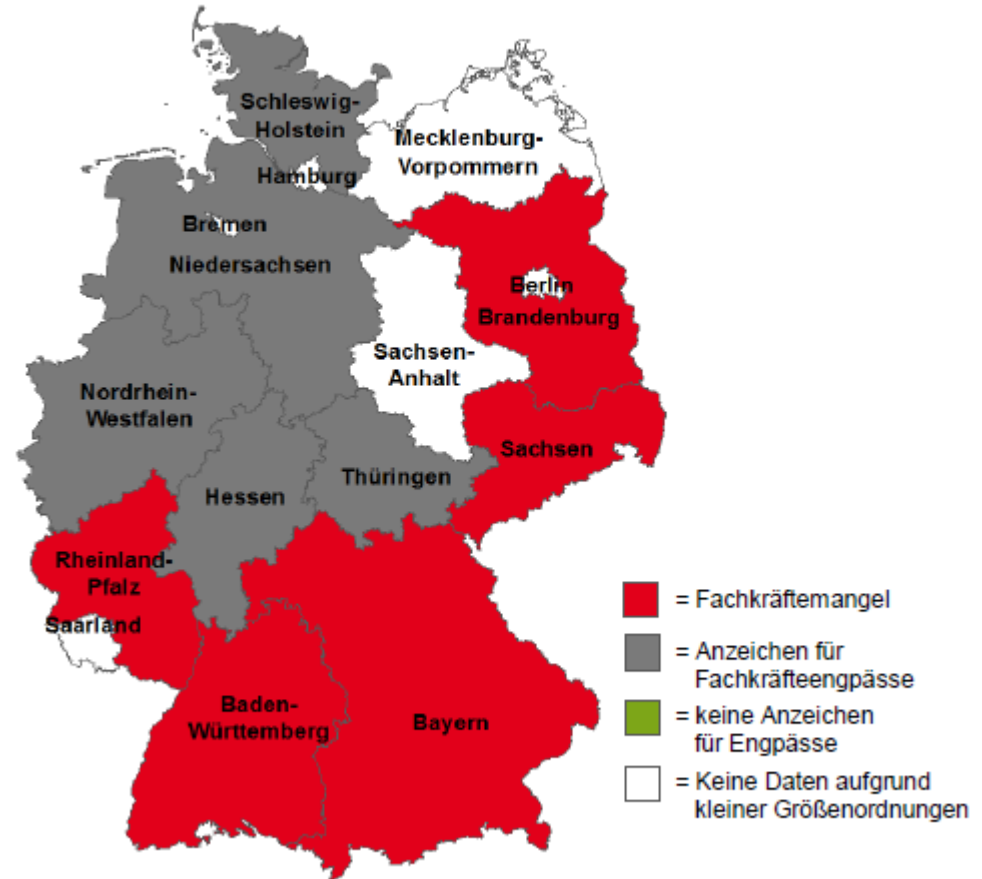 Schleswig-
Holstein
Mecklenburg-
Vorpommern
Hamburg
Bremen
Niedersachsen
Berlin
Brandenburg
Sachsen-
Anhalt
Nordrhein-
Westfalen
Sachsen
Thüringen
Hessen
Rheinland-
Pfalz
Saarland
Baden-
Württemberg
Bayern
= Fachkräftemangel
= Anzeichen für
Fachkräfteengpässe
= keine Anzeichen
für Engpässe
= Keine Daten aufgrund
kleiner Größenordnungen